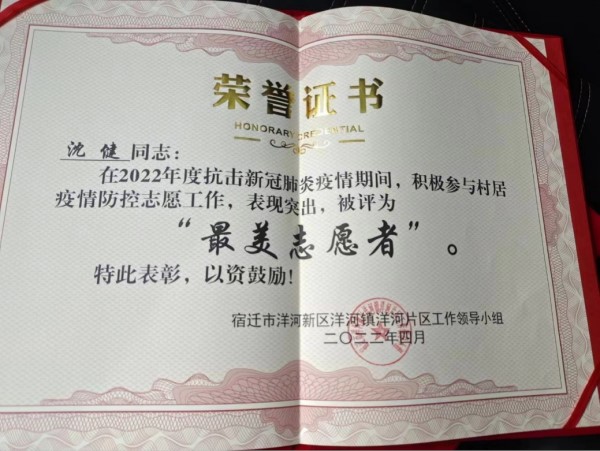 荣誉证书
HONORARY CREDENTIAL
沈健同志：
在2022年度抗击新冠肺炎疫情期间，积极参与村居
疫情防控志愿工作，表现突出，被评为
“最美志愿者”。
特此表彰，以资鼓励！
宿迁市洋河新区洋河镇洋河片区工作领导小组
二〇二二年四月